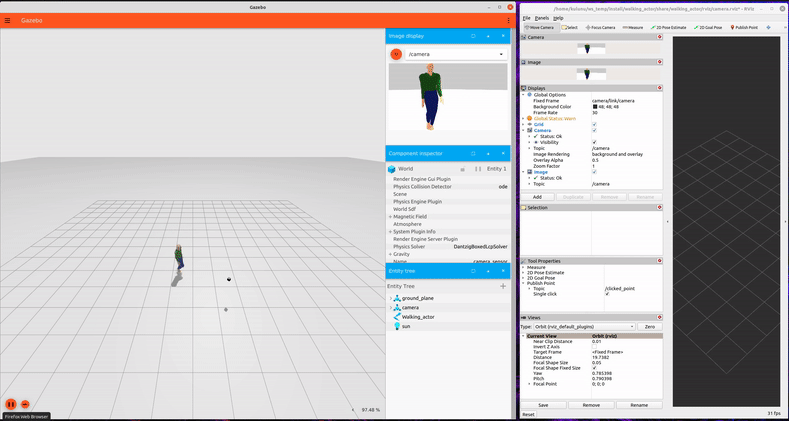 Gazebo
Gazebo
Image display
/camera
Component inspector
World
Entity 1
Render Engine Gui Plugin
Physics Collision Detector
ode
Scene
Physics Engine Plugin
World Sdf
Magnetic Field
Atmosphere
System Plugin Info
Render Engine Server Plugin
Physics Solver
DantzigBoxedLcpSolver
Gravity
Name
camera_sensor
Entity tree
Entity Tree
ground_plane
camera
Walking_actor
sun
97.48 %
Firefox Web Browser
/home/kutunu/ws_temp/install/walking_actor/share/walking_actor/rviz/camera.rviz* - RViz
File Panels Help
Move Camera
Select
Focus Camera
Measure
2D Pose Estimate
2D Goal Pose
Publish Point
Camera
Image
Displays
Global Options
Fixed Frame
camera/link/camera
Background Color
48; 48; 48
Frame Rate
30
Global Status: Warn
Grid
Camera
Status: Ok
Visibility
Topic
/camera
Image Rendering
background and overlay
Overlay Alpha
0.5
Zoom Factor
1
Image
Status: Ok
Topic
/camera
Add
Duplicate
Remove
Rename
Selection
Tool Properties
Measure
2D Pose Estimate
2D Goal Pose
Publish Point
Topic
/clicked_point
Single click
Views
Type: Orbit (rviz_default_plugins)
Zero
Current View
Orbit (rviz)
Near Clip Distance
0.01
Invert Z Axis
Target Frame
<Fixed Frame>
Distance
19.7382
Focal Shape Size
0.05
Focal Shape Fixed Size
Yaw
0.785398
Pitch
0.790398
Focal Point
0; 0; 0
Save
Remove
Rename
Reset
31 fps